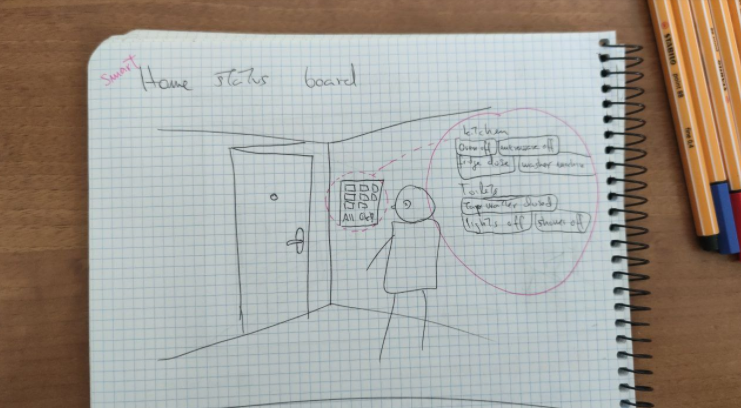 smart
Home status board
kitchen
Oven off microwave off
fridge close washer
Toilets
Tap water closed
lights off shower off
All Ok?
STABILO